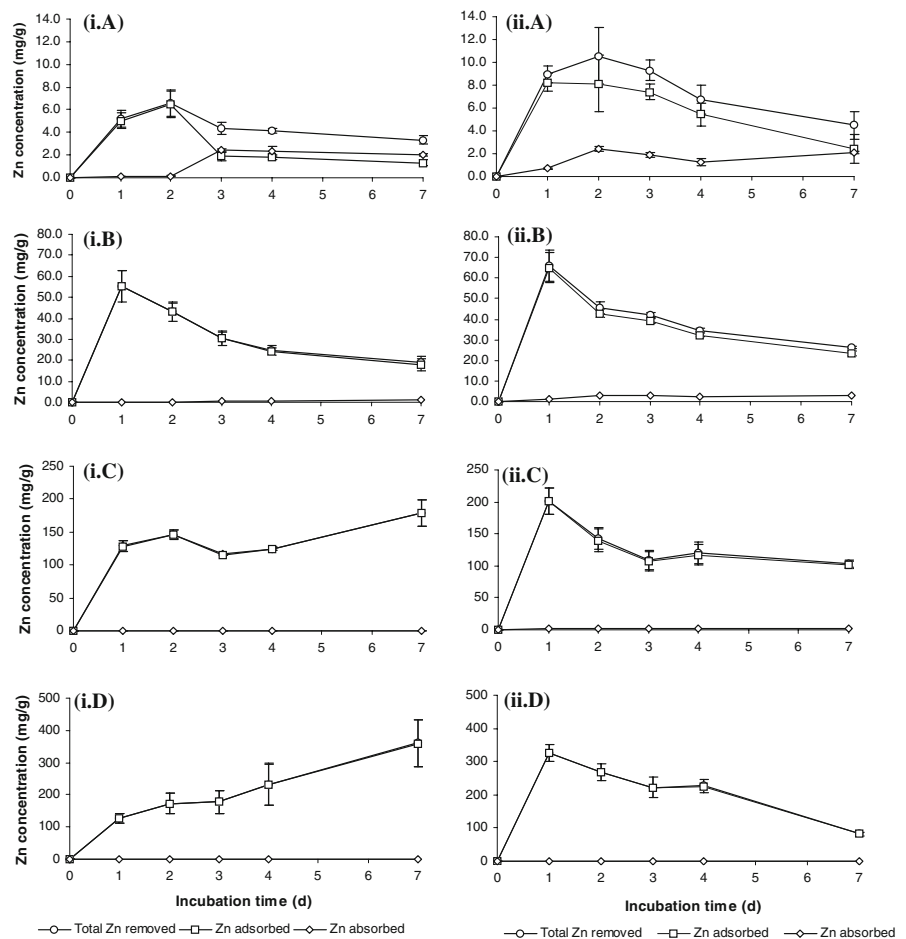 (i.A)
Zn concentration (mg/g)
14.0
12.0
10.0
8.0
6.0
4.0
2.0
0.0
0 1 2 3 4 5 6 7
(ii.A)
14.0
12.0
10.0
8.0
6.0
4.0
2.0
0.0
0 1 2 3 4 5 6 7
(i.B)
Zn concentration (mg/g)
80.0
70.0
60.0
50.0
40.0
30.0
20.0
10.0
0.0
0 1 2 3 4 5 6 7
(ii.B)
80.0
70.0
60.0
50.0
40.0
30.0
20.0
10.0
0.0
0 1 2 3 4 5 6 7
(i.C)
Zn concentration (mg/g)
250
200
150
100
50
0
0 1 2 3 4 5 6 7
(ii.C)
250
200
150
100
50
0
0 1 2 3 4 5 6 7
(i.D)
Zn concentration (mg/g)
500
400
300
200
100
0
0 1 2 3 4 5 6 7
Incubation time (d)
Total Zn removed Zn adsorbed Zn absorbed
(ii.D)
500
400
300
200
100
0
0 1 2 3 4 5 6 7
Incubation time (d)
Total Zn removed Zn adsorbed Zn absorbed